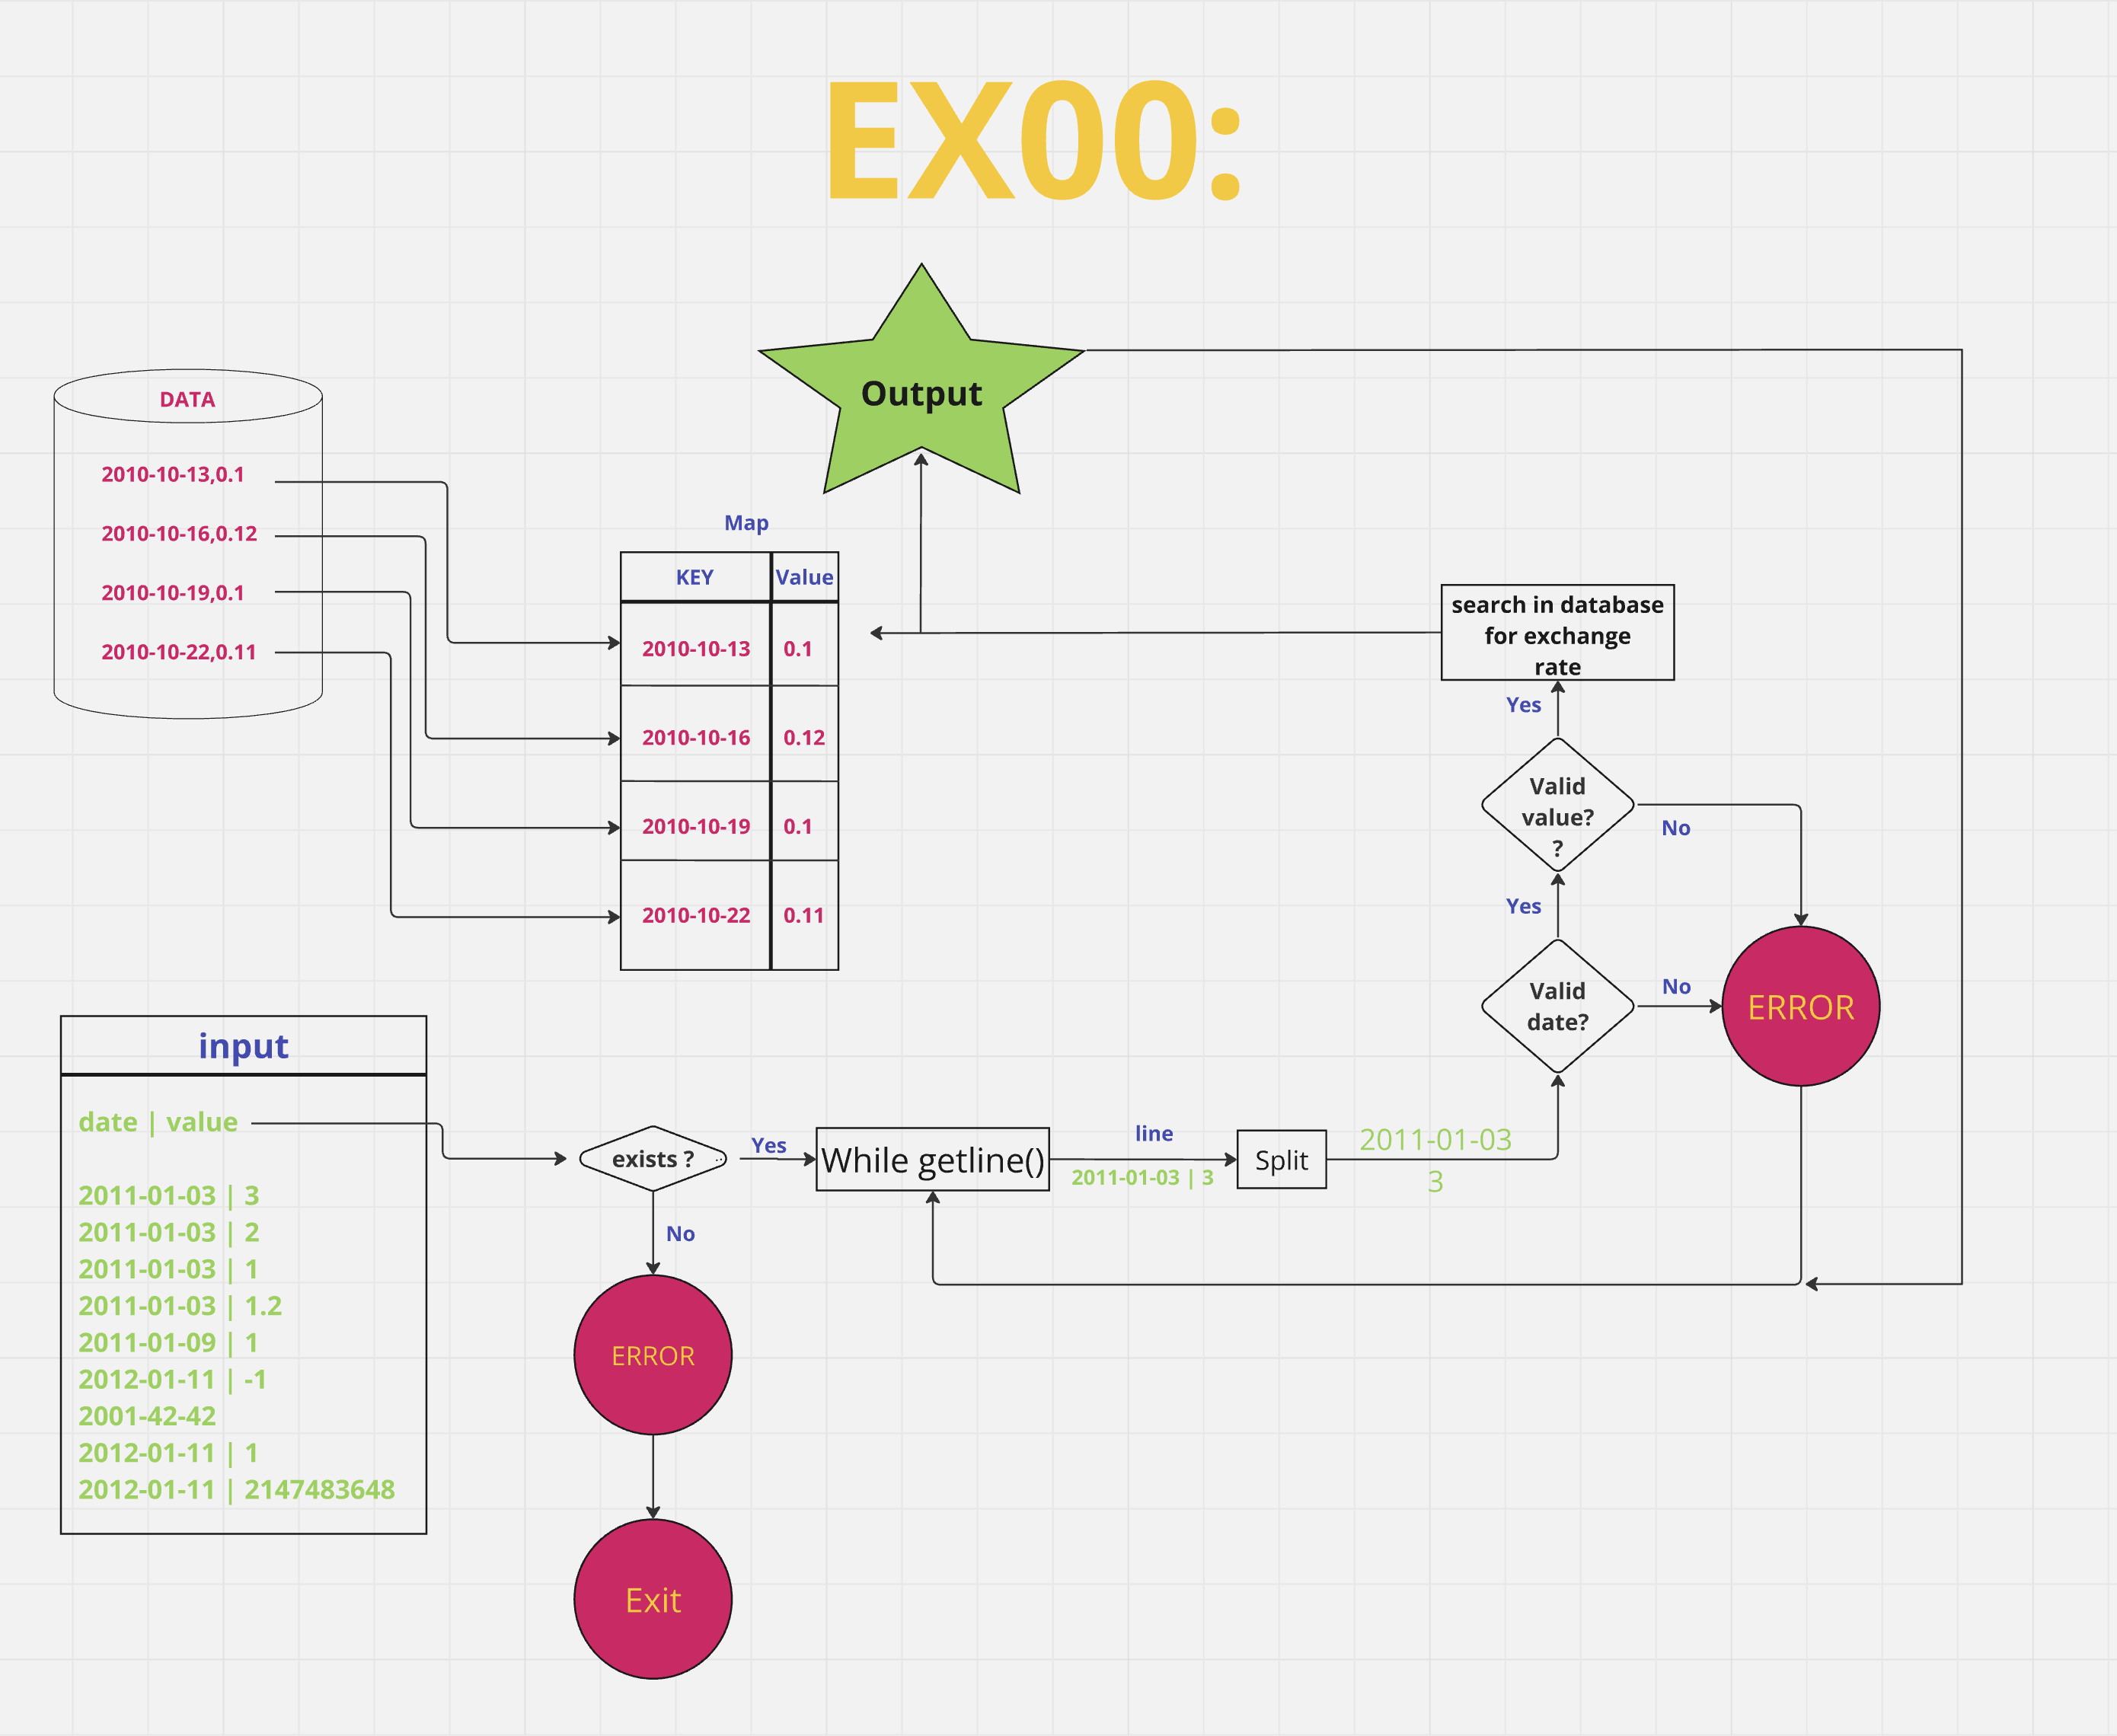 EX00:
Output
DATA
2010-10-13,0.1
2010-10-16,0.12
2010-10-19,0.1
2010-10-22,0.11
Map
KEY Value
2010-10-13 0.1
2010-10-16 0.12
2010-10-19 0.1
2010-10-22 0.11
search in database
for exchange
rate
Yes
Valid
value?
?
No
Yes
Valid
date?
No
ERROR
input
date | value
2011-01-03 | 3
2011-01-03 | 2
2011-01-03 | 1
2011-01-03 | 1.2
2011-01-09 | 1
2012-01-11 | -1
2001-42-42
2012-01-11 | 1
2012-01-11 | 2147483648
exists ?
Yes
While getline()
line
2011-01-03 | 3
Split
2011-01-03
3
No
ERROR
Exit